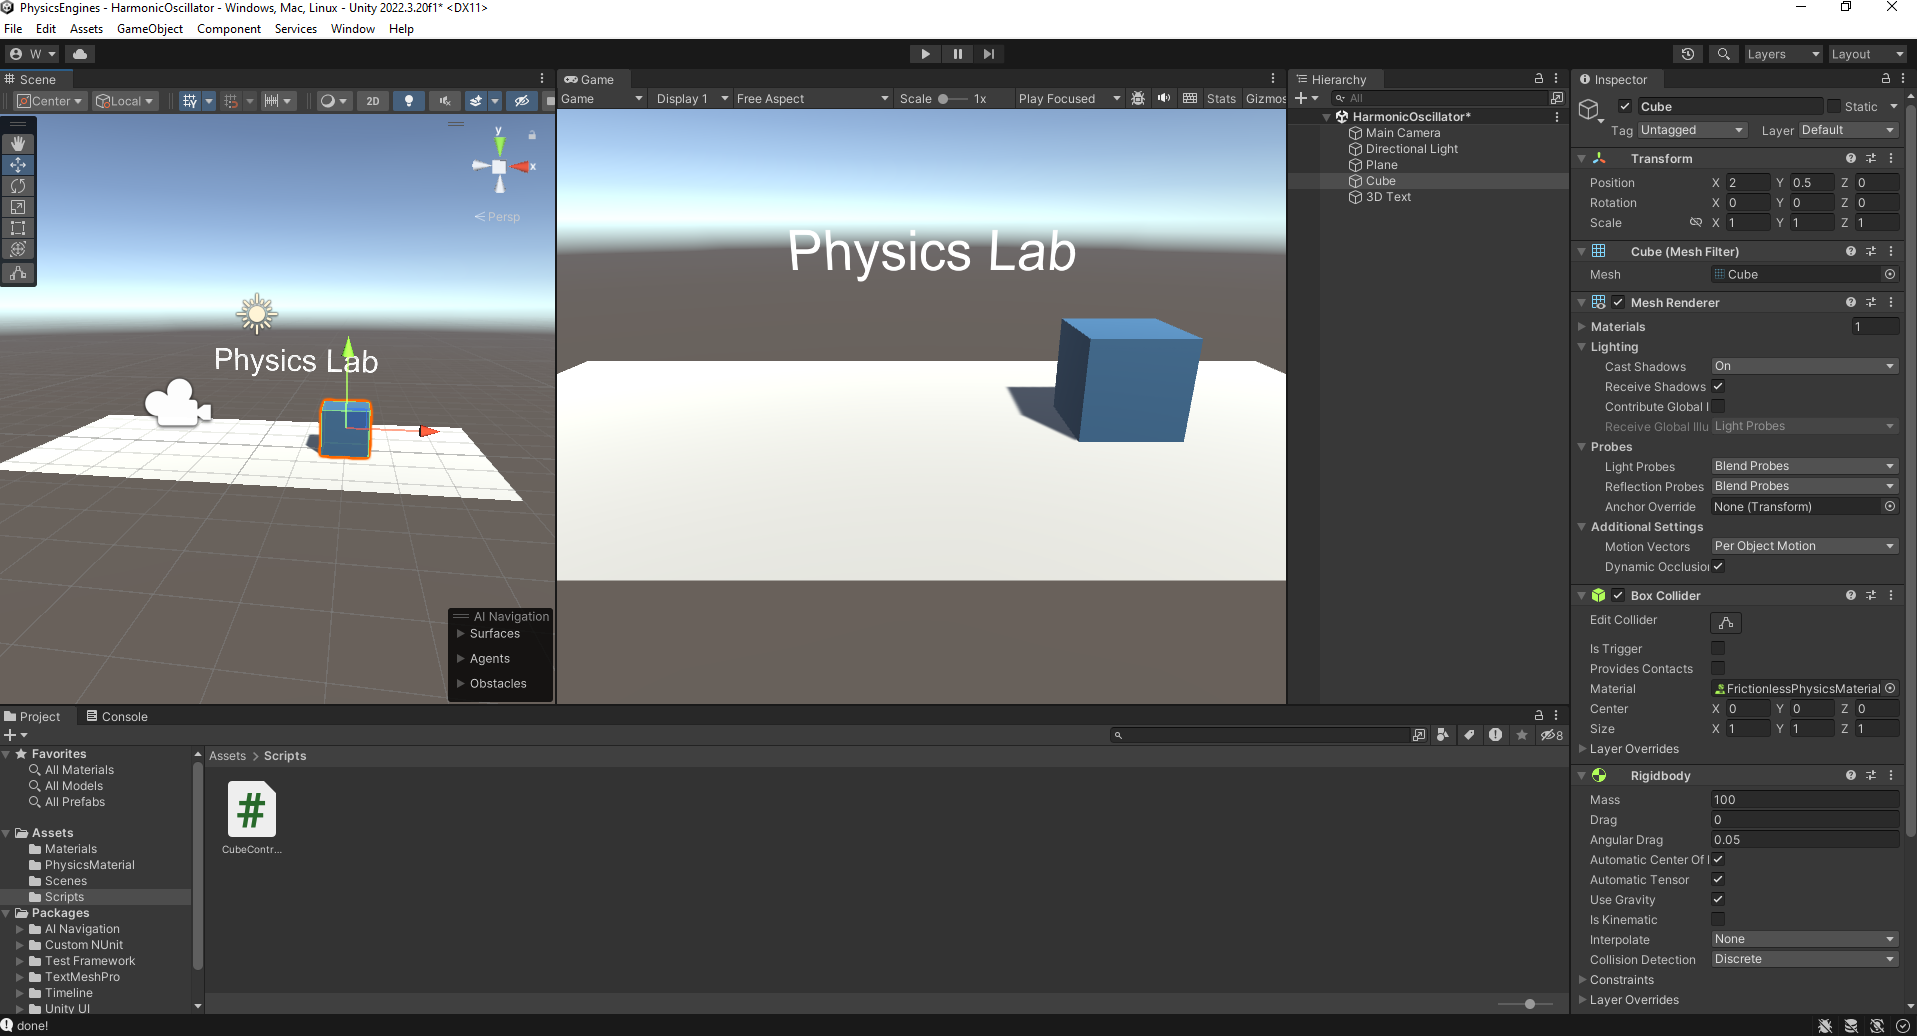 PhysicsEngines - HarmonicOscillator - Windows, Mac, Linux - Unity 2022.3.20f1* <DX11>
File Edit Assets GameObject Component Services Window Help
W Layers Layout
Scene
Center Local 2D
y
x
Persp
Physics Lab
AI Navigation
Surfaces
Agents
Obstacles
Game
Game Display 1 Free Aspect Scale 1x Play Focused Stats Gizmos
Physics Lab
Hierarchy
All
HarmonicOscillator*
Main Camera
Directional Light
Plane
Cube
3D Text
Inspector
Cube Static
Tag Untagged Layer Default
Transform
Position X 2 Y 0.5 Z 0
Rotation X 0 Y 0 Z 0
Scale X 1 Y 1 Z 1
Cube (Mesh Filter)
Mesh Cube
Mesh Renderer
Materials 1
Lighting
Cast Shadows On
Receive Shadows
Contribute Global I
Receive Global Illu Light Probes
Probes
Light Probes Blend Probes
Reflection Probes Blend Probes
Anchor Override None (Transform)
Additional Settings
Motion Vectors Per Object Motion
Dynamic Occlusio
Box Collider
Edit Collider
Is Trigger
Provides Contacts
Material FrictionlessPhysicsMaterial
Center X 0 Y 0 Z 0
Size X 1 Y 1 Z 1
Layer Overrides
Rigidbody
Mass 100
Drag 0
Angular Drag 0.05
Automatic Center Of
Automatic Tensor
Use Gravity
Is Kinematic
Interpolate None
Collision Detection Discrete
Constraints
Layer Overrides
Project Console
8
Favorites
All Materials
All Models
All Prefabs
Assets
Materials
PhysicsMaterial
Scenes
Scripts
Packages
AI Navigation
Custom NUnit
Test Framework
TextMeshPro
Timeline
Unity UI
Assets > Scripts
#
CubeContr...
done!